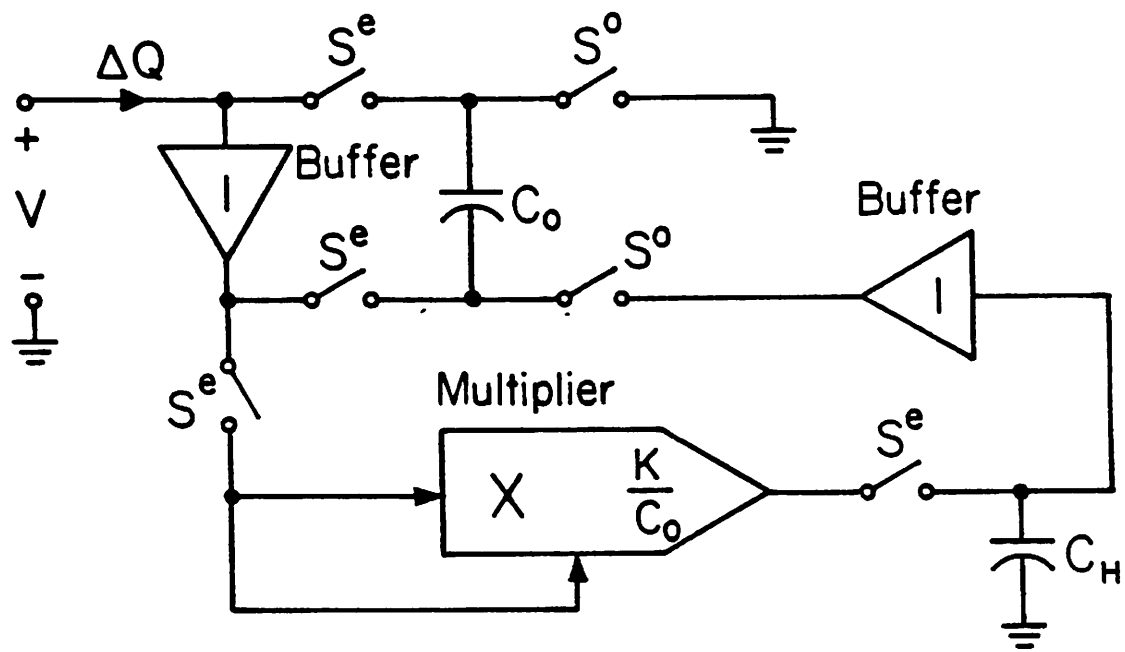 ΔQ
S^e
S^o
+
V
−
1
Buffer
C_o
S^e
S^o
Buffer
1
S^e
Multiplier
X
K/C_o
S^e
C_H